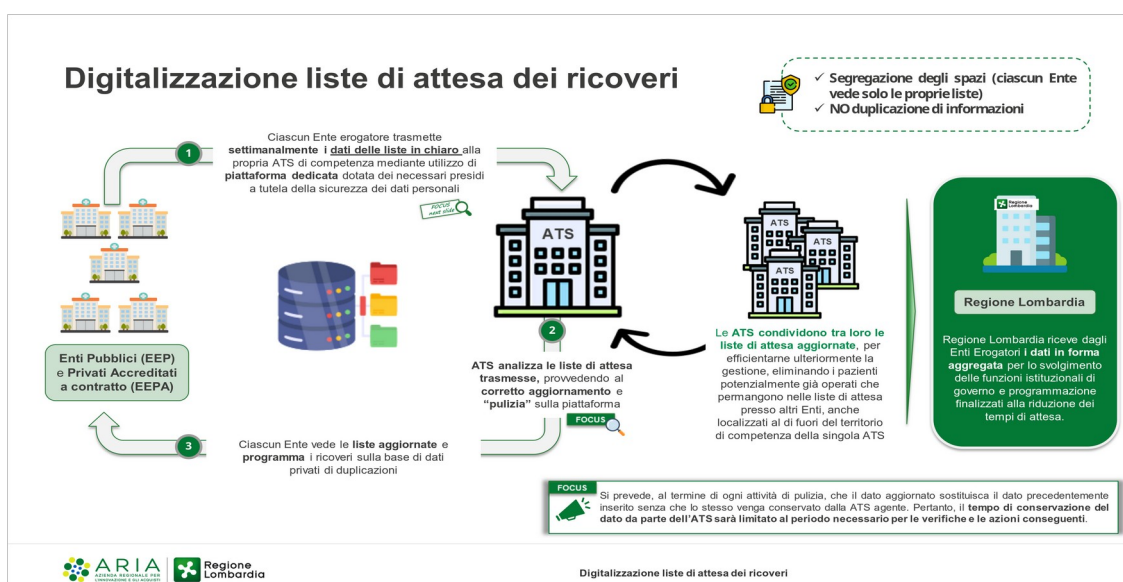 Digitalizzazione liste di attesa dei ricoveri
✓ Segregazione degli spazi (ciascun Ente
vede solo le proprie liste)
✓ NO duplicazione di informazioni
1
Ciascun Ente erogatore trasmette
settimanalmente i dati delle liste in chiaro alla
propria ATS di competenza mediante utilizzo di
piattaforma dedicata dotata dei necessari presidi
a tutela della sicurezza dei dati personali
FOCUS
next slide
ATS
ATS
ATS
ATS
Regione
Lombardia
Regione Lombardia
Regione Lombardia riceve dagli
Enti Erogatori i dati in forma
aggregata per lo svolgimento
delle funzioni istituzionali di
governo e programmazione
finalizzati alla riduzione dei
tempi di attesa.
Enti Pubblici (EEP)
e Privati Accreditati
a contratto (EEPA)
2
ATS analizza le liste di attesa
trasmesse, provvedendo al
corretto aggiornamento e
“pulizia” sulla piattaforma
FOCUS
Le ATS condividono tra loro le
liste di attesa aggiornate, per
efficientarne ulteriormente la
gestione, eliminando i pazienti
potenzialmente già operati che
permangono nelle liste di attesa
presso altri Enti, anche
localizzati al di fuori del territorio
di competenza della singola ATS
3
Ciascun Ente vede le liste aggiornate e
programma i ricoveri sulla base di dati
privati di duplicazioni
FOCUS
Si prevede, al termine di ogni attività di pulizia, che il dato aggiornato sostituisca il dato precedentemente
inserito senza che lo stesso venga conservato dalla ATS agente. Pertanto, il tempo di conservazione del
dato da parte dell’ATS sarà limitato al periodo necessario per le verifiche e le azioni conseguenti.
ARIA
AZIENDA REGIONALE PER
L'INNOVAZIONE E GLI ACQUISTI
Regione
Lombardia
Digitalizzazione liste di attesa dei ricoveri